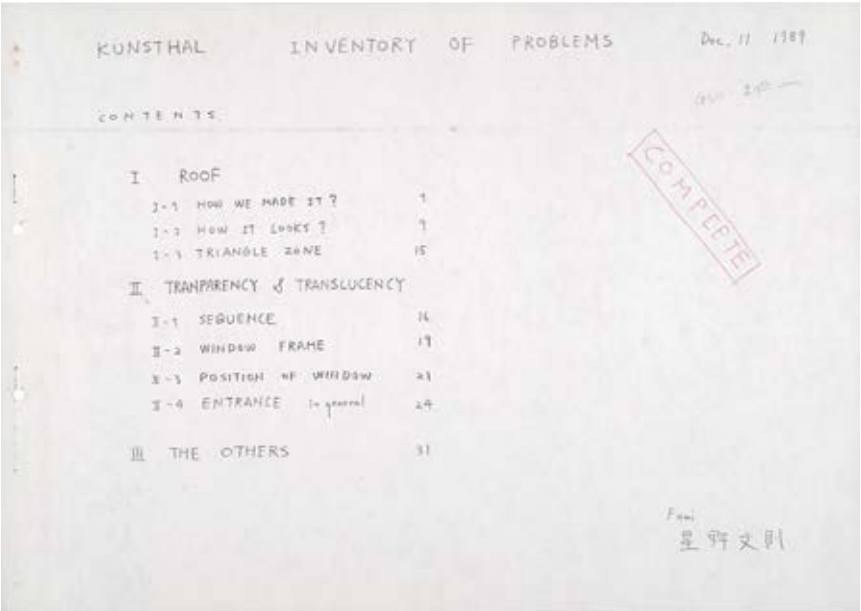 KUNSTHAL INVENTORY OF PROBLEMS Dec. 11 1989
CONTENTS
COMPEPTE
I ROOF
I-1 HOW WE MADE IT? 1
I-2 HOW IT LOOKS? 9
I-3 TRIANGLE ZONE 15
II TRANPARENCY & TRANSLUCENCY
II-1 SEQUENCE 16
II-2 WINDOW FRAME 19
II-3 POSITION OF WINDOW 21
II-4 ENTRANCE in general 24
III THE OTHERS 31
Fumi
星野文則